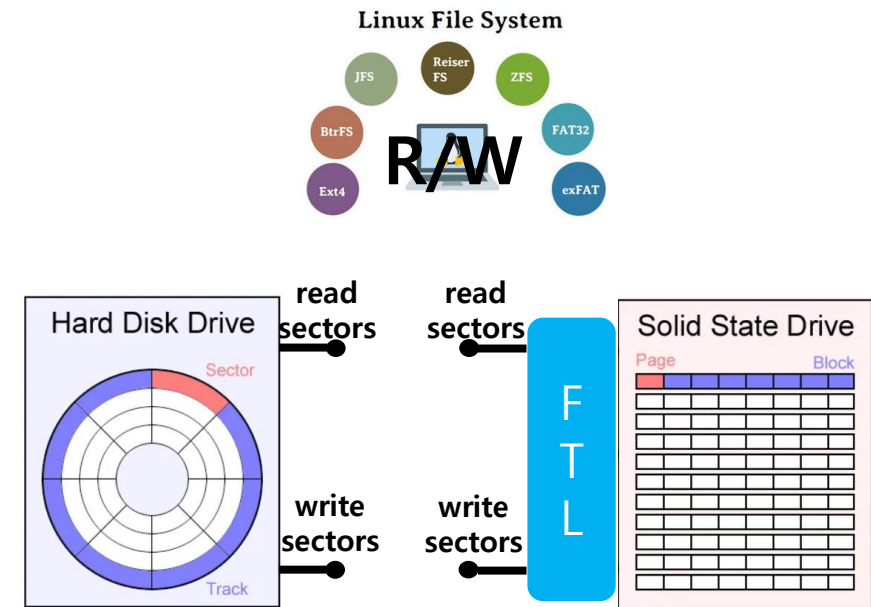 Linux File System
JFS
Reiser
FS
ZFS
BtrFS
FAT32
R/W
Ext4
exFAT
Hard Disk Drive
Sector
Track
read
sectors
write
sectors
read
sectors
write
sectors
F
T
L
Solid State Drive
Page
Block